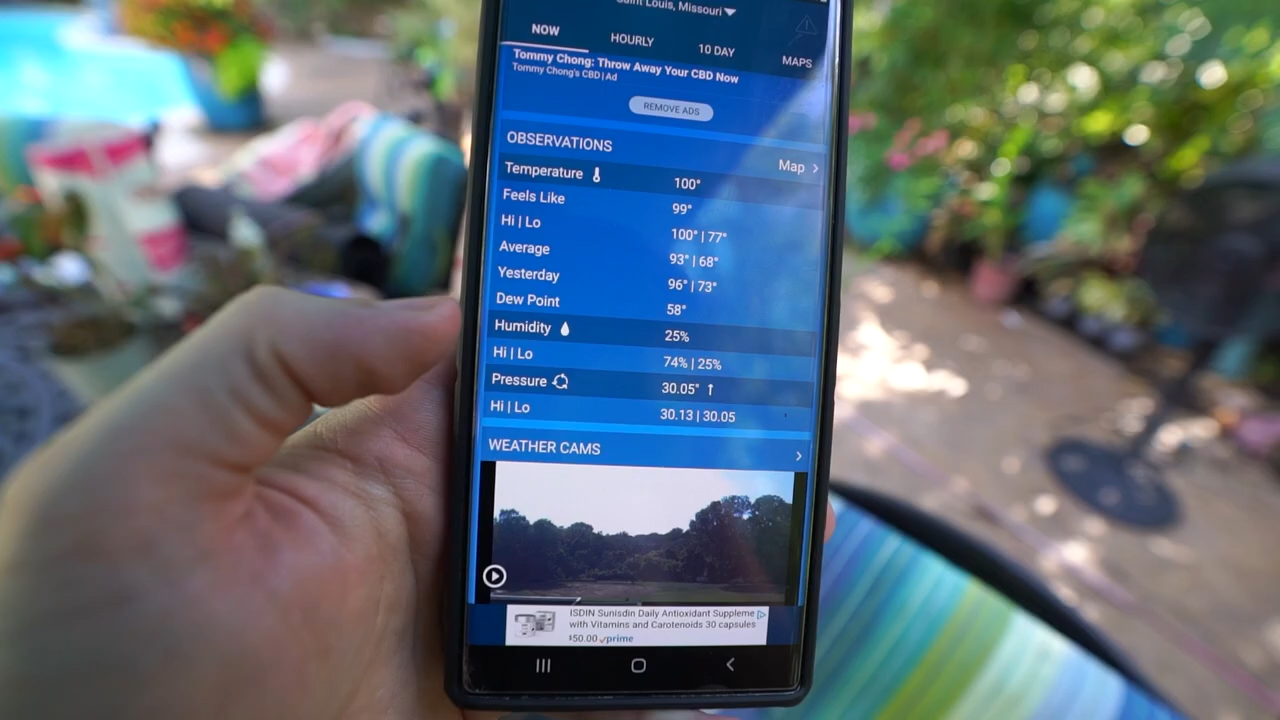 Saint Louis, Missouri
NOW HOURLY 10 DAY MAPS
Tommy Chong: Throw Away Your CBD Now
Tommy Chong's CBD | Ad
REMOVE ADS
OBSERVATIONS Map >
Temperature 100°
Feels Like 99°
Hi | Lo 100° | 77°
Average 93° | 68°
Yesterday 96° | 73°
Dew Point 58°
Humidity 25%
Hi | Lo 74% | 25%
Pressure 30.05" ↑
Hi | Lo 30.13 | 30.05
WEATHER CAMS >
ISDIN Sunisdin Daily Antioxidant Suppleme
with Vitamins and Carotenoids 30 capsules
$50.00 prime